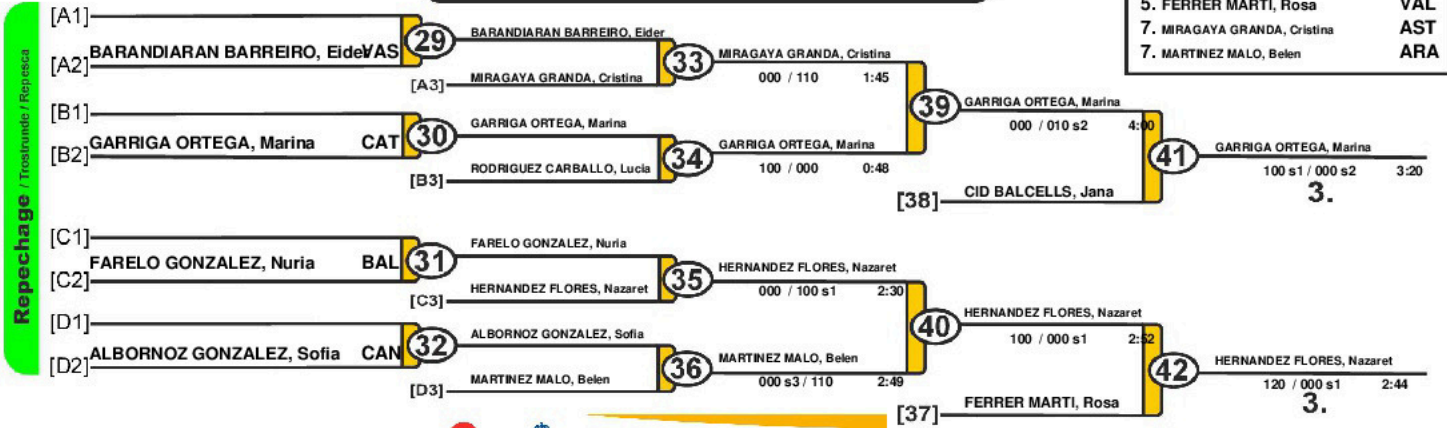 5. FERRER MARTI, Rosa VAL
7. MIRAGAYA GRANDA, Cristina AST
7. MARTINEZ MALO, Belen ARA
Repechage / Trostrunde / Repesca
[A1]
[A2] BARANDIARAN BARREIRO, Eider VAS
29
BARANDIARAN BARREIRO, Eider
[A3] MIRAGAYA GRANDA, Cristina
33
MIRAGAYA GRANDA, Cristina
000 / 110 1:45
[B1]
[B2] GARRIGA ORTEGA, Marina CAT
30
GARRIGA ORTEGA, Marina
[B3] RODRIGUEZ CARBALLO, Lucia
34
GARRIGA ORTEGA, Marina
100 / 000 0:48
39
GARRIGA ORTEGA, Marina
000 / 010 s2 4:00
[38] CID BALCELLS, Jana
41
GARRIGA ORTEGA, Marina
100 s1 / 000 s2 3:20
3.
[C1]
[C2] FARELO GONZALEZ, Nuria BAL
31
FARELO GONZALEZ, Nuria
[C3] HERNANDEZ FLORES, Nazaret
35
HERNANDEZ FLORES, Nazaret
000 / 100 s1 2:30
[D1]
[D2] ALBORNOZ GONZALEZ, Sofia CAN
32
ALBORNOZ GONZALEZ, Sofia
[D3] MARTINEZ MALO, Belen
36
MARTINEZ MALO, Belen
000 s3 / 110 2:49
40
HERNANDEZ FLORES, Nazaret
100 / 000 s1 2:52
[37] FERRER MARTI, Rosa
42
HERNANDEZ FLORES, Nazaret
120 / 000 s1 2:44
3.